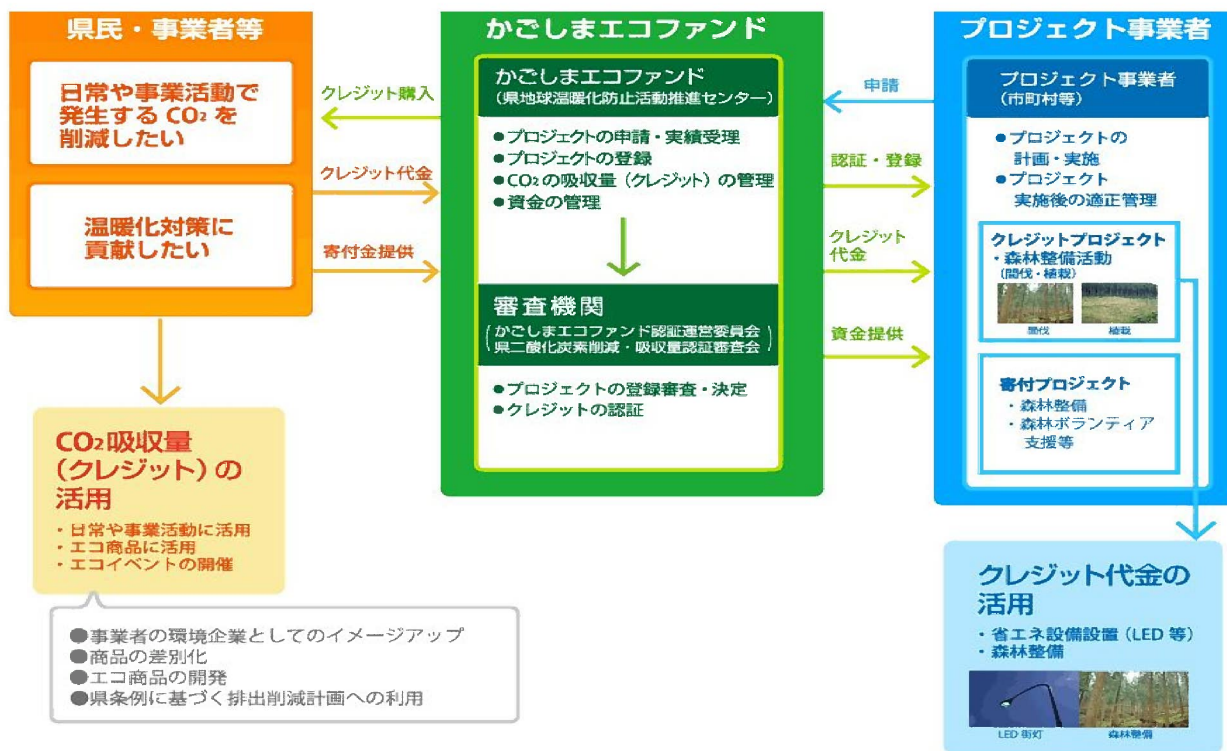 県民・事業者等
日常や事業活動で
発生する CO₂ を
削減したい
温暖化対策に
貢献したい
クレジット購入
クレジット代金
寄付金提供
CO₂吸収量
(クレジット)の
活用
・日常や事業活動に活用
・エコ商品に活用
・エコイベントの開催
●事業者の環境企業としてのイメージアップ
●商品の差別化
●エコ商品の開発
●県条例に基づく排出削減計画への利用
かごしまエコファンド
かごしまエコファンド
(県地球温暖化防止活動推進センター)
●プロジェクトの申請・実績受理
●プロジェクトの登録
●CO₂の吸収量(クレジット)の管理
●資金の管理
審査機関
(かごしまエコファンド認証運営委員会
県二酸化炭素削減・吸収量認証審査会)
●プロジェクトの登録審査・決定
●クレジットの認証
申請
認証・登録
クレジット
代金
資金提供
プロジェクト事業者
プロジェクト事業者
(市町村等)
●プロジェクトの
計画・実施
●プロジェクト
実施後の適正管理
クレジットプロジェクト
・森林整備活動
(間伐・植栽)
間伐
植栽
寄付プロジェクト
・森林整備
・森林ボランティア
支援等
クレジット代金の
活用
・省エネ設備設置(LED 等)
・森林整備
LED 街灯
森林整備